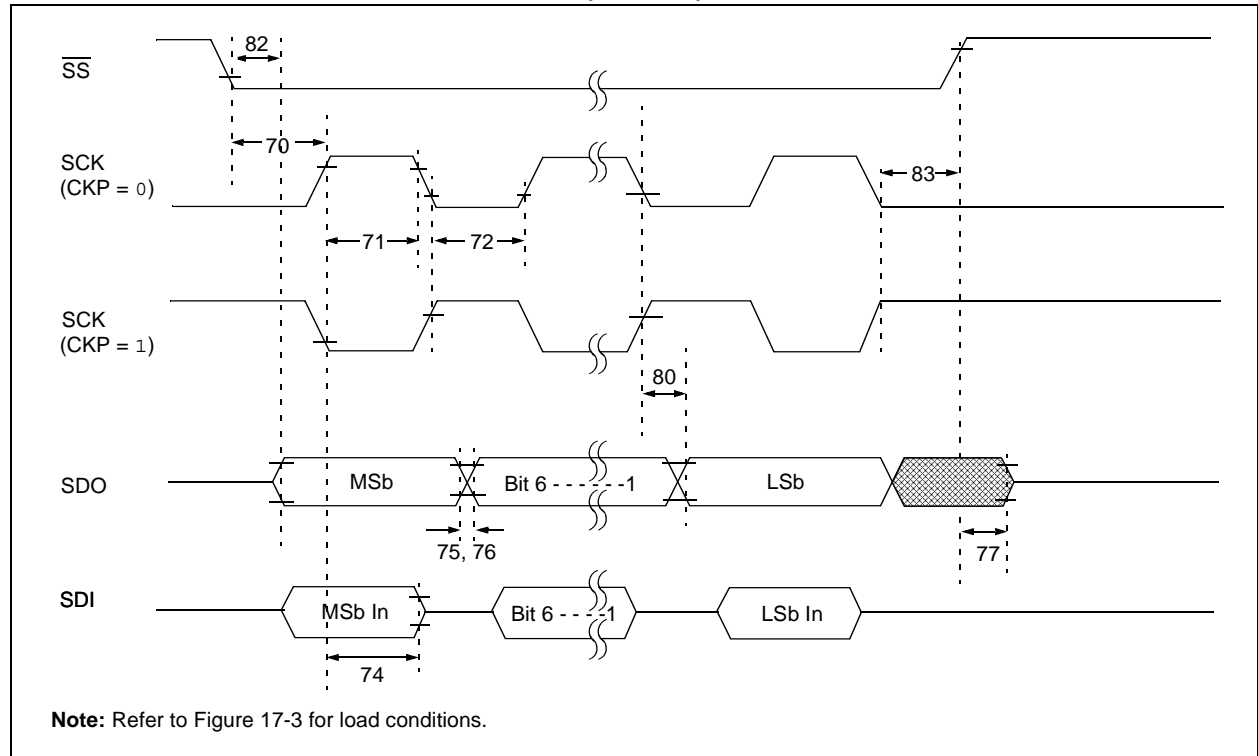 82
SS
70
SCK
(CKP = 0)
83
71
72
SCK
(CKP = 1)
80
SDO
MSb
Bit 6 - - - - - -1
LSb
75, 76
77
SDI
MSb In
Bit 6 - - - -1
LSb In
74
Note: Refer to Figure 17-3 for load conditions.